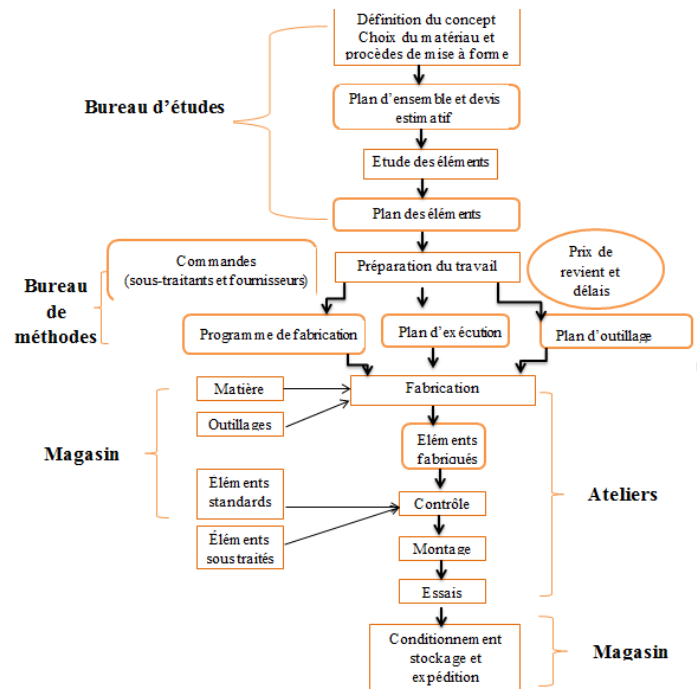 Définition du concept
Choix du matériau et
procèdes de mise à forme
Bureau d'études
Plan d'ensemble et devis
estimatif
Etude des éléments
Plan des éléments
Commandes
(sous-traitants et fournisseurs)
Préparation du travail
Prix de
revient et
délais
Bureau
de
méthodes
Programme de fabrication
Plan d'exécution
Plan d'outillage
Matière
Fabrication
Outillages
Magasin
Eléments
fabriqués
Ateliers
Éléments
standards
Contrôle
Éléments
soustraités
Montage
Essais
Conditionnement
stockage et
expédition
Magasin